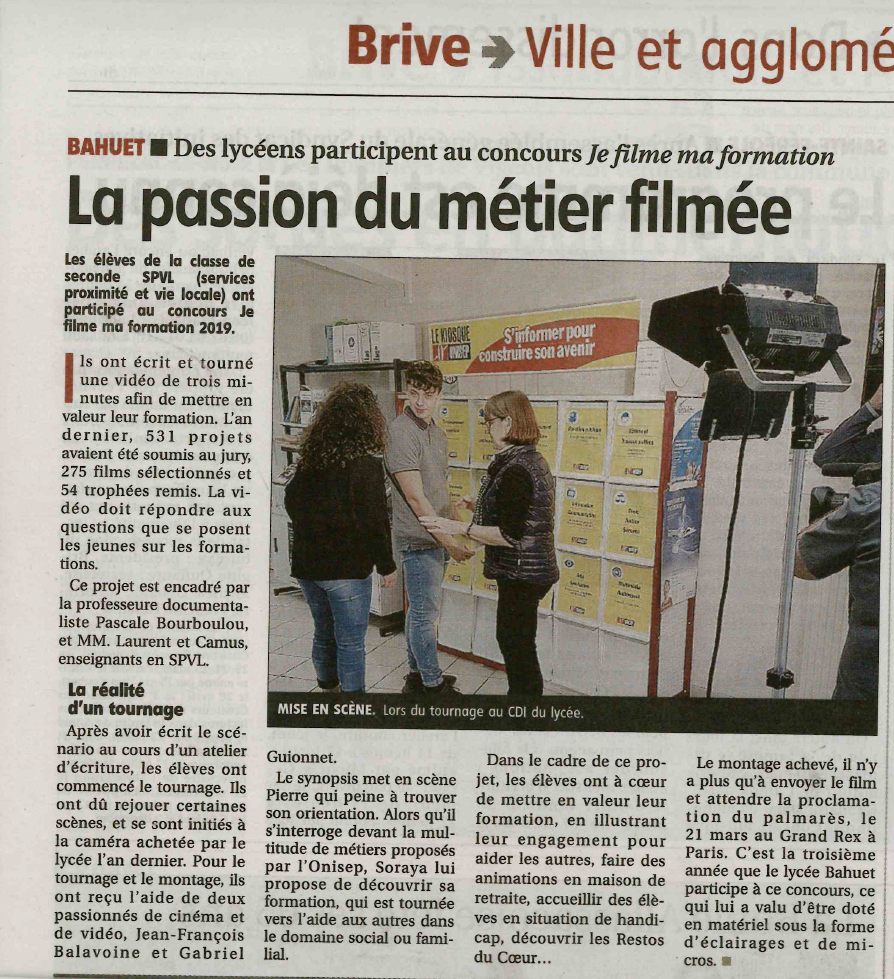 Brive ➔ Ville et agglomé
BAHUET ■ Des lycéens participent au concours Je filme ma formation
La passion du métier filmée
Les élèves de la classe de
seconde SPVL (services
proximité et vie locale) ont
participé au concours Je
filme ma formation 2019.
Ils ont écrit et tourné
une vidéo de trois mi-
nutes afin de mettre en
valeur leur formation. L'an
dernier, 531 projets
avaient été soumis au jury,
275 films sélectionnés et
54 trophées remis. La vi-
déo doit répondre aux
questions que se posent
les jeunes sur les forma-
tions.
Ce projet est encadré par
la professeure documenta-
liste Pascale Bourboulou,
et MM. Laurent et Camus,
enseignants en SPVL.
La réalité
d'un tournage
Après avoir écrit le scé-
nario au cours d'un atelier
d'écriture, les élèves ont
commencé le tournage. Ils
ont dû rejouer certaines
scènes, et se sont initiés à
la caméra achetée par le
lycée l'an dernier. Pour le
tournage et le montage, ils
ont reçu l'aide de deux
passionnés de cinéma et
de vidéo, Jean-François
Balavoine et Gabriel
LE KIOSQUE
ONISEP
S'informer pour
construire son avenir
MISE EN SCÈNE. Lors du tournage au CDI du lycée.
Guionnet.
Le synopsis met en scène
Pierre qui peine à trouver
son orientation. Alors qu'il
s'interroge devant la mul-
titude de métiers proposés
par l'Onisep, Soraya lui
propose de découvrir sa
formation, qui est tournée
vers l'aide aux autres dans
le domaine social ou fami-
lial.
Dans le cadre de ce pro-
jet, les élèves ont à cœur
de mettre en valeur leur
formation, en illustrant
leur engagement pour
aider les autres, faire des
animations en maison de
retraite, accueillir des élè-
ves en situation de handi-
cap, découvrir les Restos
du Cœur...
Le montage achevé, il n'y
a plus qu'à envoyer le film
et attendre la proclama-
tion du palmarès, le
21 mars au Grand Rex à
Paris. C'est la troisième
année que le lycée Bahuet
participe à ce concours, ce
qui lui a valu d'être doté
en matériel sous la forme
d'éclairages et de mi-
cros. ■